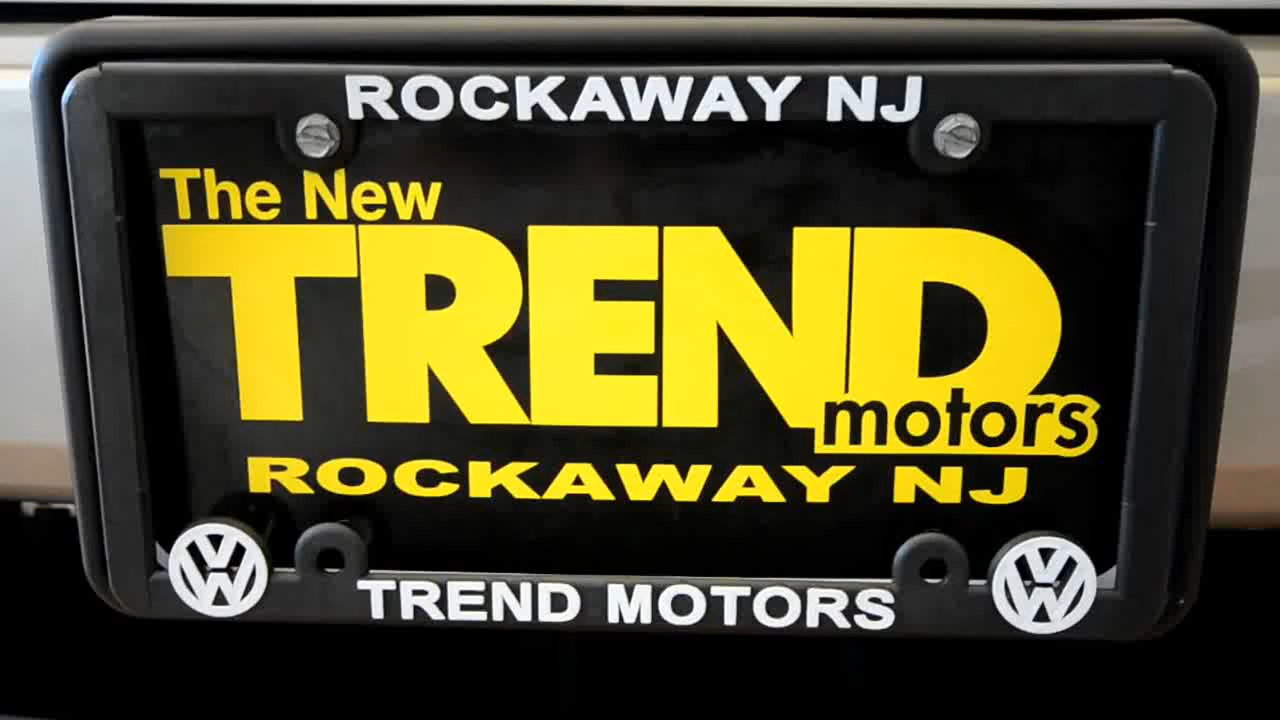 ROCKAWAY NJ
The New
TREND
motors
ROCKAWAY NJ
TREND MOTORS